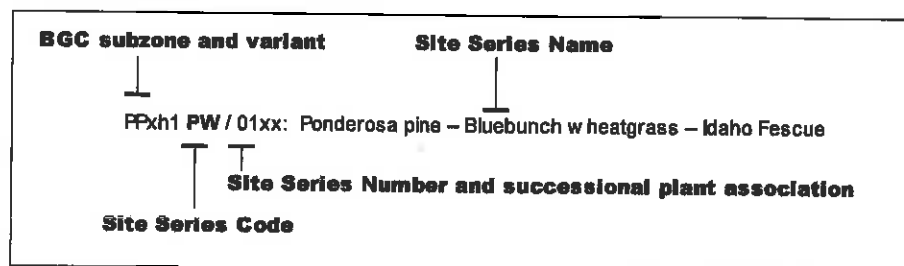 BGC subzone and variant Site Series Name
PPxh1 PW / 01xx: Ponderosa pine – Bluebunch w heatgrass – Idaho Fescue
Site Series Number and successional plant association
Site Series Code